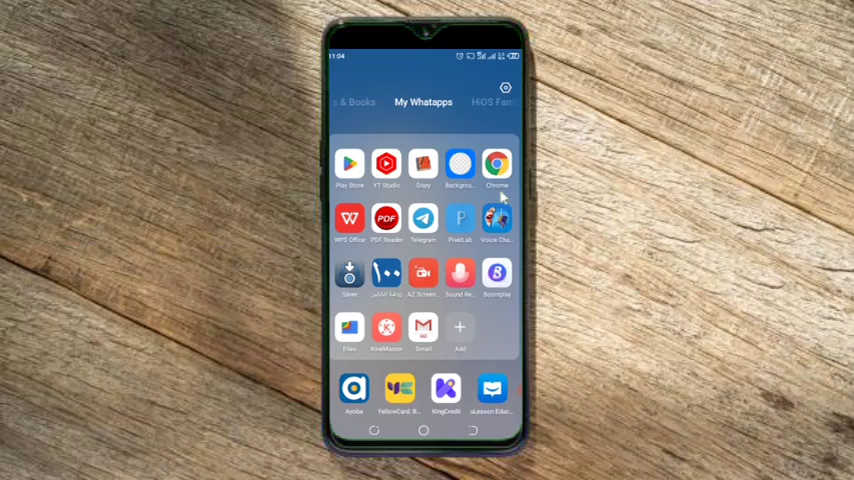 11:04
s & Books My Whatapps HiOS Fam
Play Store YT Studio Diary Backgrou... Chrome
W PDF P
WPS Office PDF Reader Telegram PixelLab Voice Cha...
Saver AZ Screen... Sound Re... Boomplay
Files KineMaster Gmail Add
Ayoba YellowCard B... KingCredit uLesson Educ...